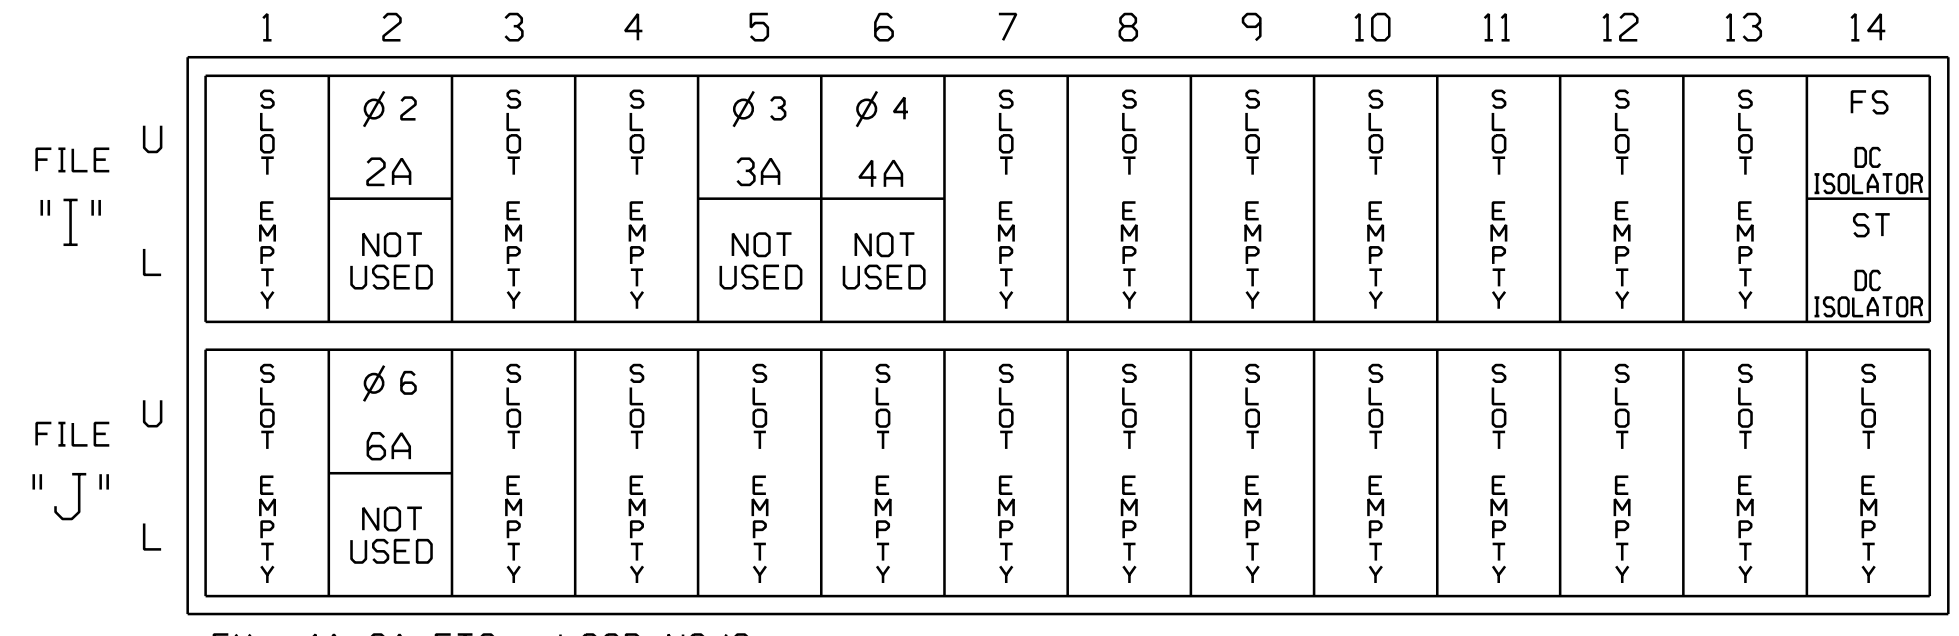 1 2 3 4 5 6 7 8 9 10 11 12 13 14
FILE "I"
U
L
SLOT EMPTY
Ø 2
2A
NOT USED
SLOT EMPTY
SLOT EMPTY
Ø 3
3A
NOT USED
Ø 4
4A
NOT USED
SLOT EMPTY
SLOT EMPTY
SLOT EMPTY
SLOT EMPTY
SLOT EMPTY
SLOT EMPTY
SLOT EMPTY
FS
DC
ISOLATOR
ST
DC
ISOLATOR
FILE "J"
U
L
SLOT EMPTY
Ø 6
6A
NOT USED
SLOT EMPTY
SLOT EMPTY
SLOT EMPTY
SLOT EMPTY
SLOT EMPTY
SLOT EMPTY
SLOT EMPTY
SLOT EMPTY
SLOT EMPTY
SLOT EMPTY
SLOT EMPTY
SLOT EMPTY